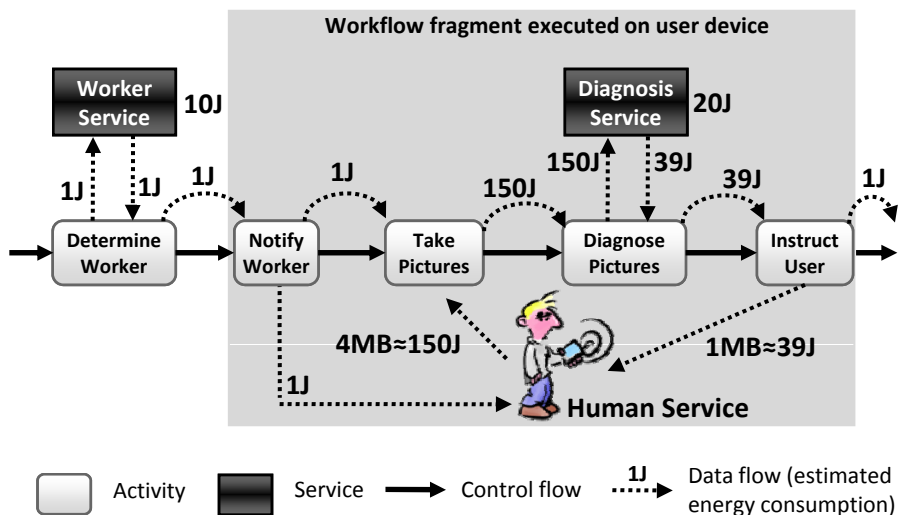 Workflow fragment executed on user device
Worker
Service
10J
Diagnosis
Service
20J
1J
1J
1J
1J
150J
150J
39J
39J
1J
Determine
Worker
Notify
Worker
Take
Pictures
Diagnose
Pictures
Instruct
User
4MB≈150J
1MB≈39J
1J
Human Service
Activity
Service
Control flow
1J
Data flow (estimated
energy consumption)